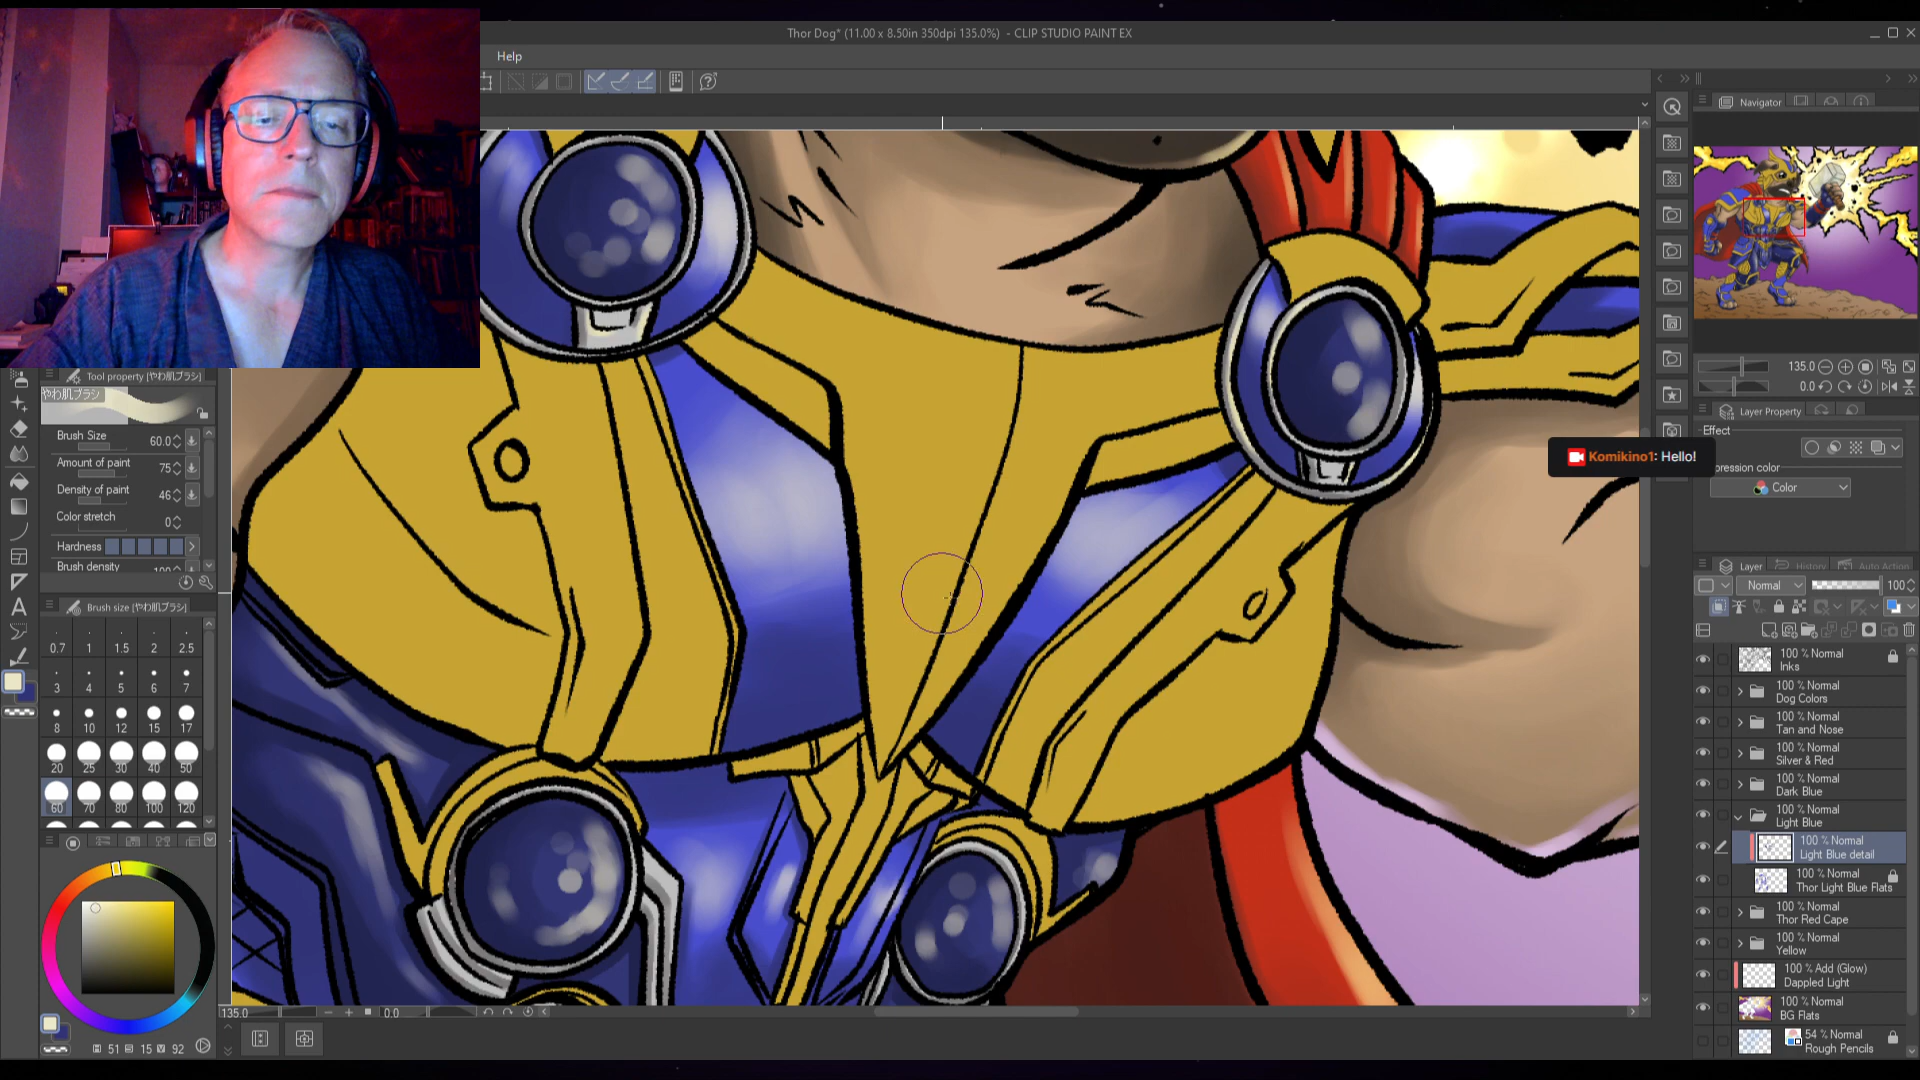 Thor Dog* (11.00 x 8.50in 350dpi 135.0%) - CLIP STUDIO PAINT EX
Help
Navigator
135.0
0.0
Layer Property
Effect
Komikino1: Hello!
pression color
Color
Tool property [やわ肌ブラシ]
やわ肌ブラシ
Brush Size 60.0
Amount of paint 75
Density of paint 46
Color stretch 0
Hardness
Brush density 100
Brush size [やわ肌ブラシ]
0.7 1 1.5 2 2.5
3 4 5 6 7
8 10 12 15 17
20 25 30 40 50
60 70 80 100 120
51 15 92
135.0
0.0
Layer History Auto Action
Normal 100
100 % Normal
Inks
100 % Normal
Dog Colors
100 % Normal
Tan and Nose
100 % Normal
Silver & Red
100 % Normal
Dark Blue
100 % Normal
Light Blue
100 % Normal
Light Blue detail
100 % Normal
Thor Light Blue Flats
100 % Normal
Thor Red Cape
100 % Normal
Yellow
100 % Add (Glow)
Dappled Light
100 % Normal
BG Flats
54 % Normal
Rough Pencils